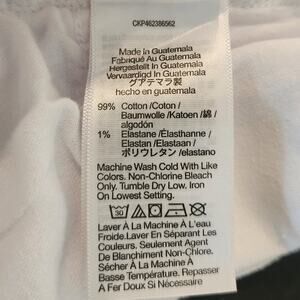 CKP462386562
Made In Guatemala
Fabriqué Au Guatemala
Hergestellt In Guatemala
Vervaardigd In Guatemala
グアテマラ製
hecho en guatemala
99% Cotton /Coton /
Baumwolle /Katoen /綿 /
algodón
1% Elastane /Élasthanne /
Elastan /Elastaan /
ポリウレタン /elastano
Machine Wash Cold With Like
Colors. Non-Chlorine Bleach
Only. Tumble Dry Low. Iron
On Lowest Setting.
30
Laver À La Machine À L'eau
Froide.Laver En Séparant Les
Couleurs. Seulement Agent
De Blanchiment Non-Chloré.
Sécher À La Machine À
Basse Température. Repasser
À Fer Doux Si Nécessaire